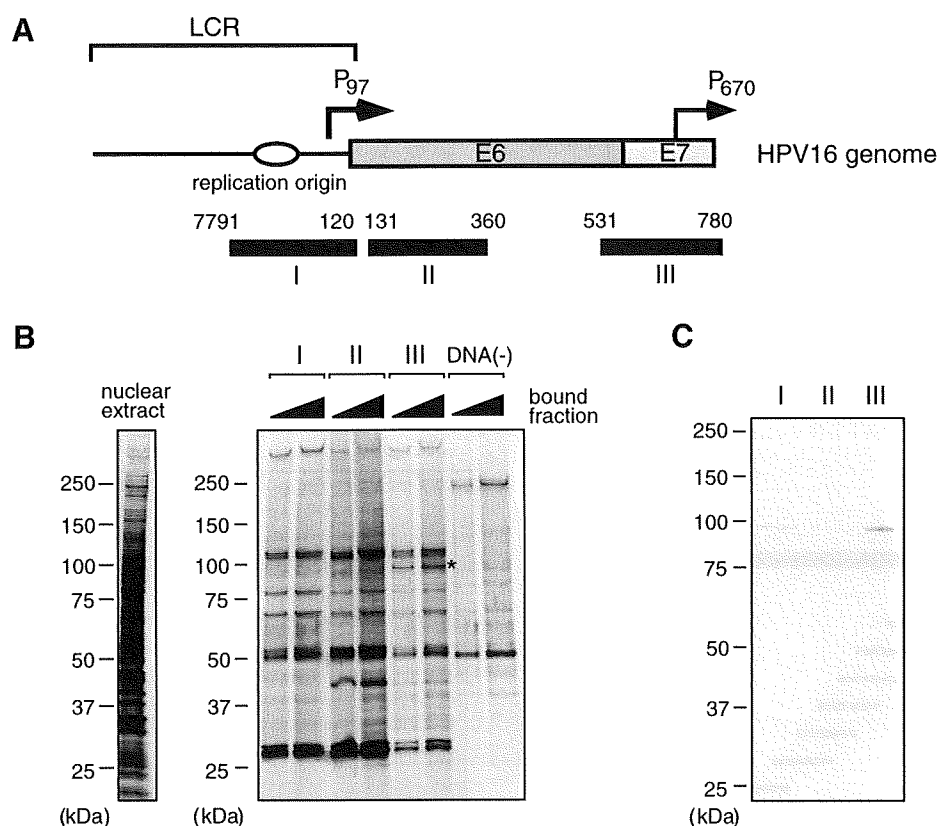 A
LCR
P97
P670
E6
E7
HPV16 genome
replication origin
7791 120 131 360 531 780
I II III
B
nuclear extract
250
150
100
75
50
37
25
(kDa)
I II III DNA(-)
bound fraction
250
150
100
75
50
37
25
(kDa)
*
C
I II III
250
150
100
75
50
37
25
(kDa)